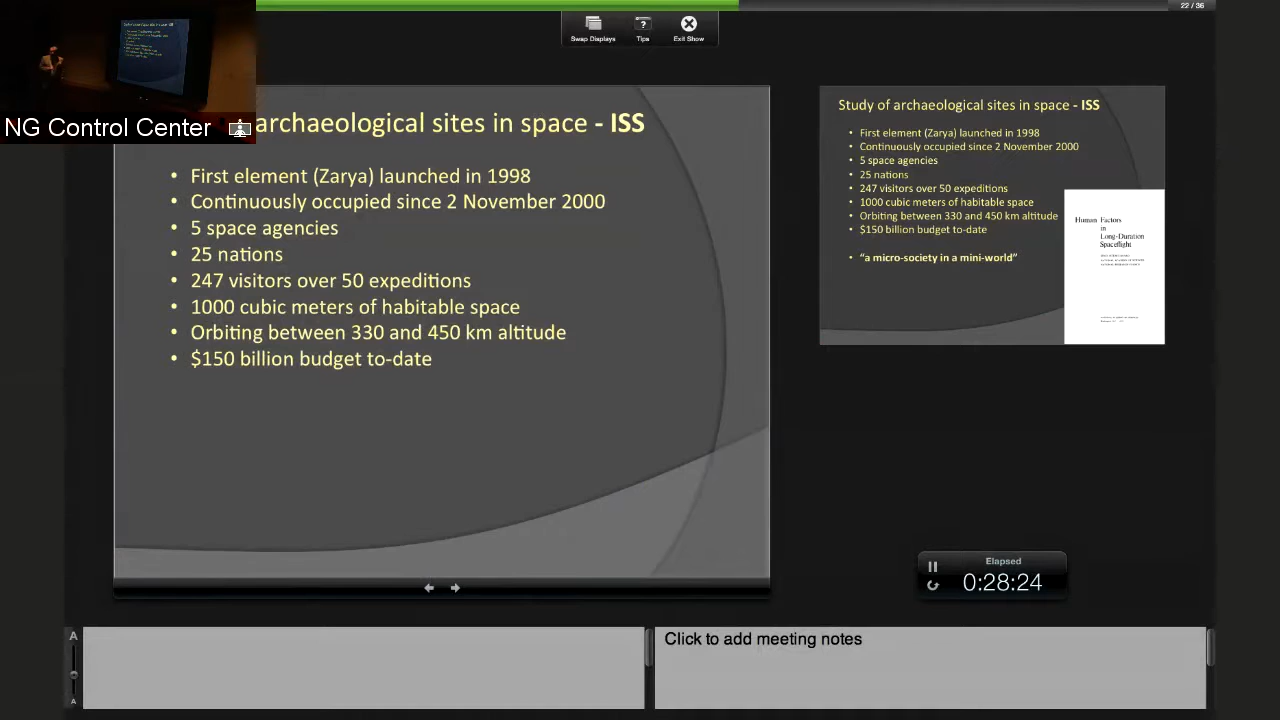 22 / 36
Swap Displays
Tips
Exit Show
NG Control Center
archaeological sites in space - ISS
• First element (Zarya) launched in 1998
• Continuously occupied since 2 November 2000
• 5 space agencies
• 25 nations
• 247 visitors over 50 expeditions
• 1000 cubic meters of habitable space
• Orbiting between 330 and 450 km altitude
• $150 billion budget to-date
Study of archaeological sites in space - ISS
• First element (Zarya) launched in 1998
• Continuously occupied since 2 November 2000
• 5 space agencies
• 25 nations
• 247 visitors over 50 expeditions
• 1000 cubic meters of habitable space
• Orbiting between 330 and 450 km altitude
• $150 billion budget to-date
• “a micro-society in a mini-world”
Human Factors
in
Long-Duration
Spaceflight
Elapsed
0:28:24
A
A
Click to add meeting notes